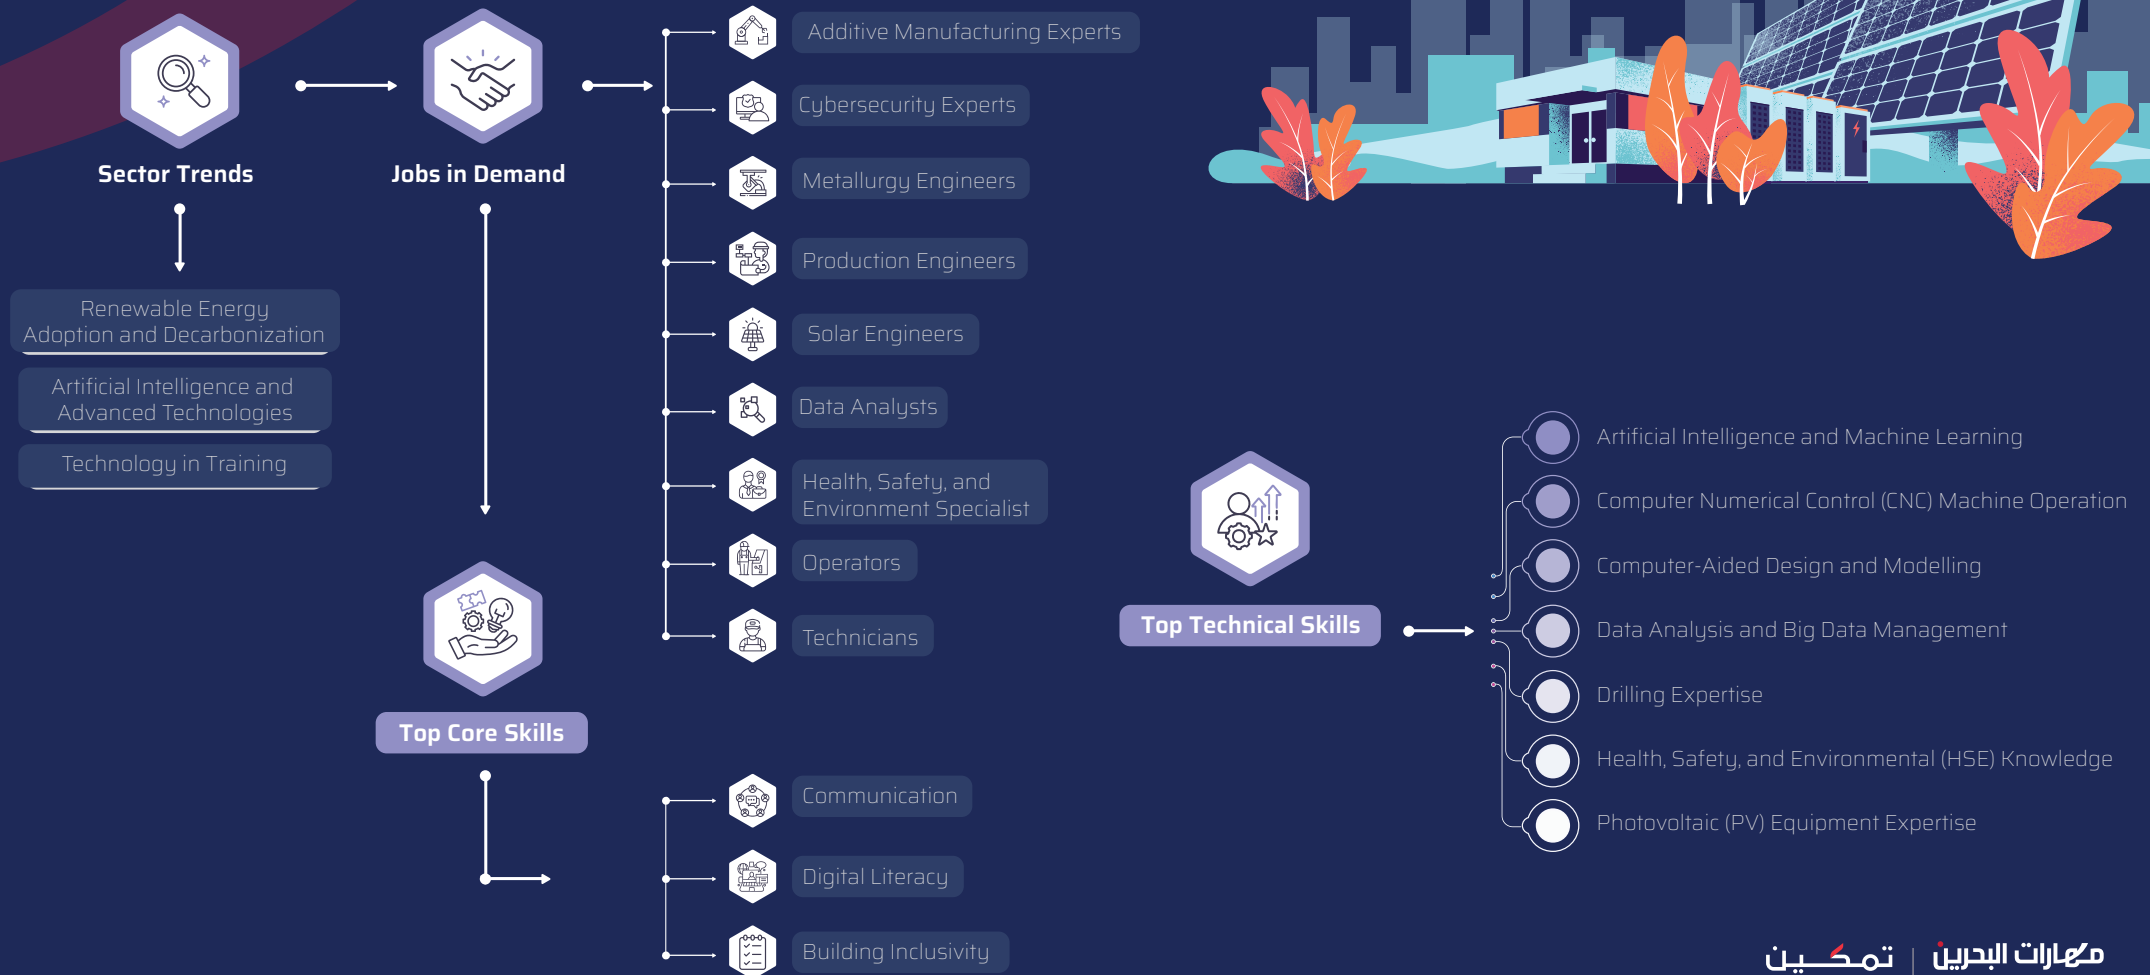 Sector Trends
Renewable Energy
Adoption and Decarbonization
Artificial Intelligence and
Advanced Technologies
Technology in Training
Jobs in Demand
Additive Manufacturing Experts
Cybersecurity Experts
Metallurgy Engineers
Production Engineers
Solar Engineers
Data Analysts
Health, Safety, and
Environment Specialist
Operators
Technicians
Top Core Skills
Communication
Digital Literacy
Building Inclusivity
Top Technical Skills
Artificial Intelligence and Machine Learning
Computer Numerical Control (CNC) Machine Operation
Computer-Aided Design and Modelling
Data Analysis and Big Data Management
Drilling Expertise
Health, Safety, and Environmental (HSE) Knowledge
Photovoltaic (PV) Equipment Expertise
مهارات البحرين | تمكين